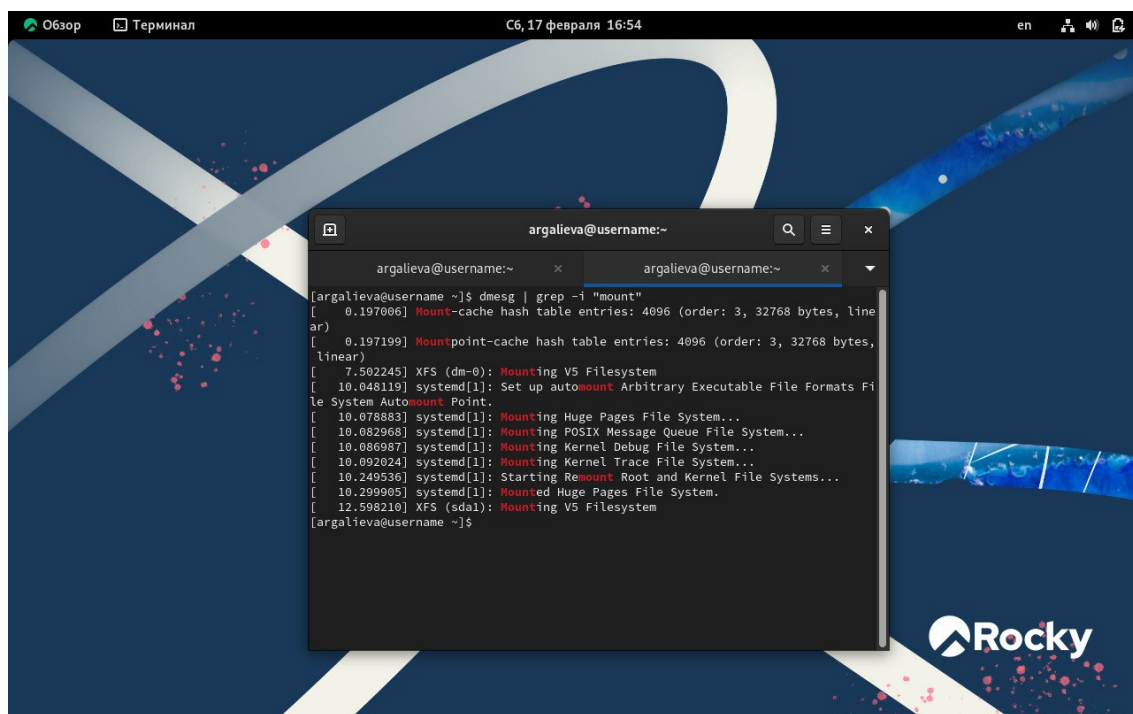 Обзор Терминал Сб, 17 февраля 16:54 en
argalieva@username:~
argalieva@username:~ × argalieva@username:~ ×
[argalieva@username ~]$ dmesg | grep -i "mount"
[    0.197006] Mount-cache hash table entries: 4096 (order: 3, 32768 bytes, line
ar)
[    0.197199] Mountpoint-cache hash table entries: 4096 (order: 3, 32768 bytes,
 linear)
[    7.502245] XFS (dm-0): Mounting V5 Filesystem
[   10.048119] systemd[1]: Set up automount Arbitrary Executable File Formats Fi
le System Automount Point.
[   10.078883] systemd[1]: Mounting Huge Pages File System...
[   10.082968] systemd[1]: Mounting POSIX Message Queue File System...
[   10.086987] systemd[1]: Mounting Kernel Debug File System...
[   10.092024] systemd[1]: Mounting Kernel Trace File System...
[   10.249536] systemd[1]: Starting Remount Root and Kernel File Systems...
[   10.299905] systemd[1]: Mounted Huge Pages File System.
[   12.598210] XFS (sda1): Mounting V5 Filesystem
[argalieva@username ~]$
Rocky